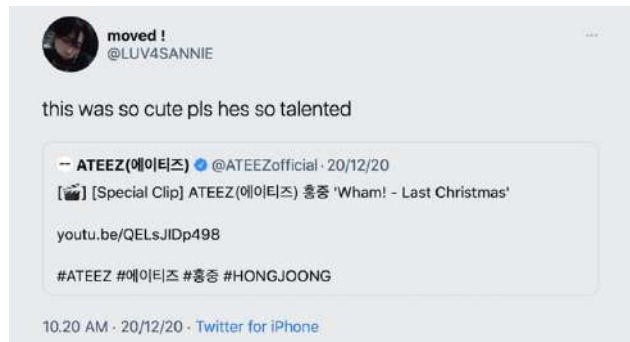 moved !
@LUV4SANNIE
this was so cute pls hes so talented
ATEEZ(에이티즈) @ATEEZofficial · 20/12/20
[🎬] [Special Clip] ATEEZ(에이티즈) 홍중 'Wham! - Last Christmas'
youtu.be/QELsJIDp498
#ATEEZ #에이티즈 #홍중 #HONGJOONG
10.20 AM · 20/12/20 · Twitter for iPhone